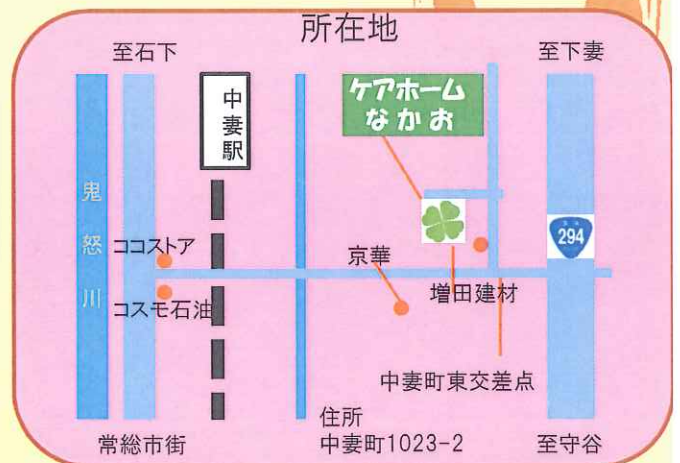 所在地
至石下
至下妻
中妻駅
ケアホーム
なかお
鬼怒川
294
ココストア
京華
コスモ石油
増田建材
中妻町東交差点
住所
中妻町1023-2
常総市街
至守谷